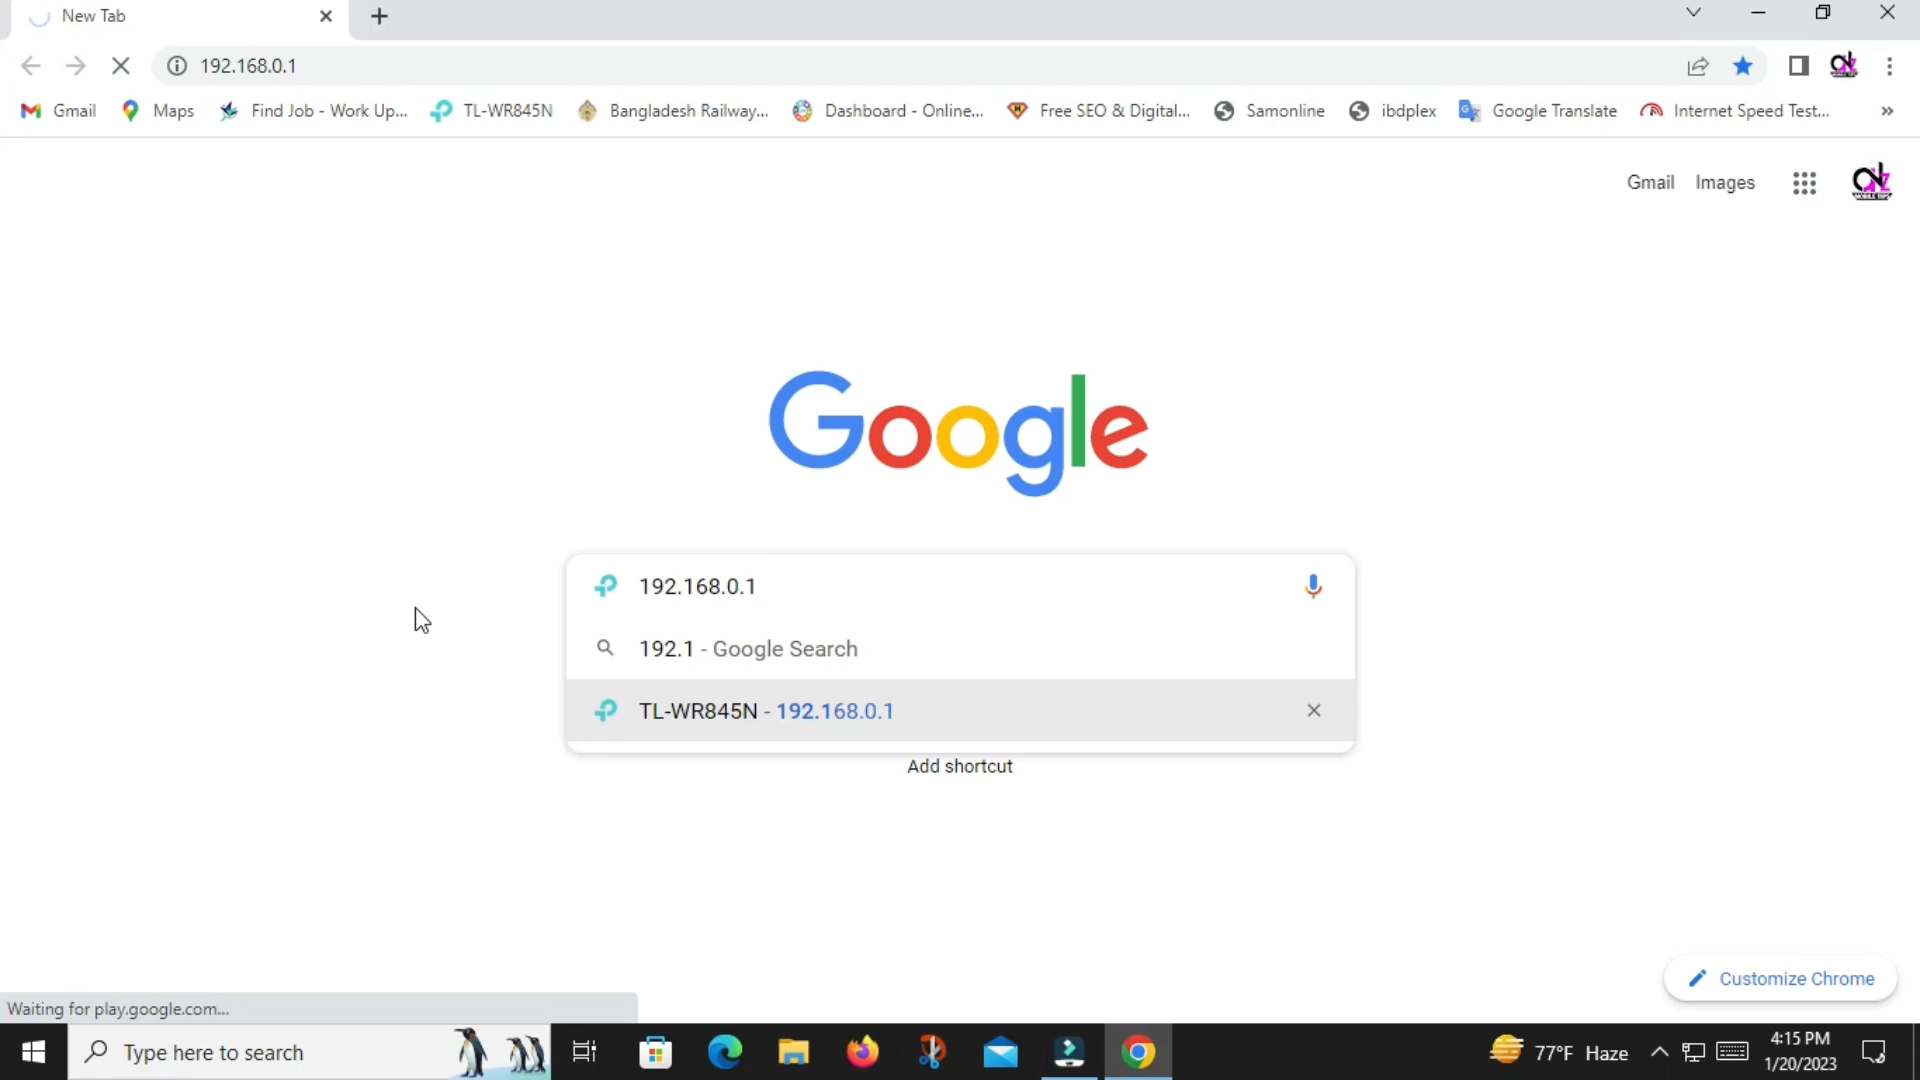 New Tab
192.168.0.1
Gmail Maps Find Job - Work Up... TL-WR845N Bangladesh Railway... Dashboard - Online... Free SEO & Digital... Samonline ibdplex Google Translate Internet Speed Test... »
Gmail Images
Google
192.168.0.1
192.1 - Google Search
TL-WR845N - 192.168.0.1
Add shortcut
Customize Chrome
Waiting for play.google.com...
Type here to search
77°F Haze
4:15 PM
1/20/2023